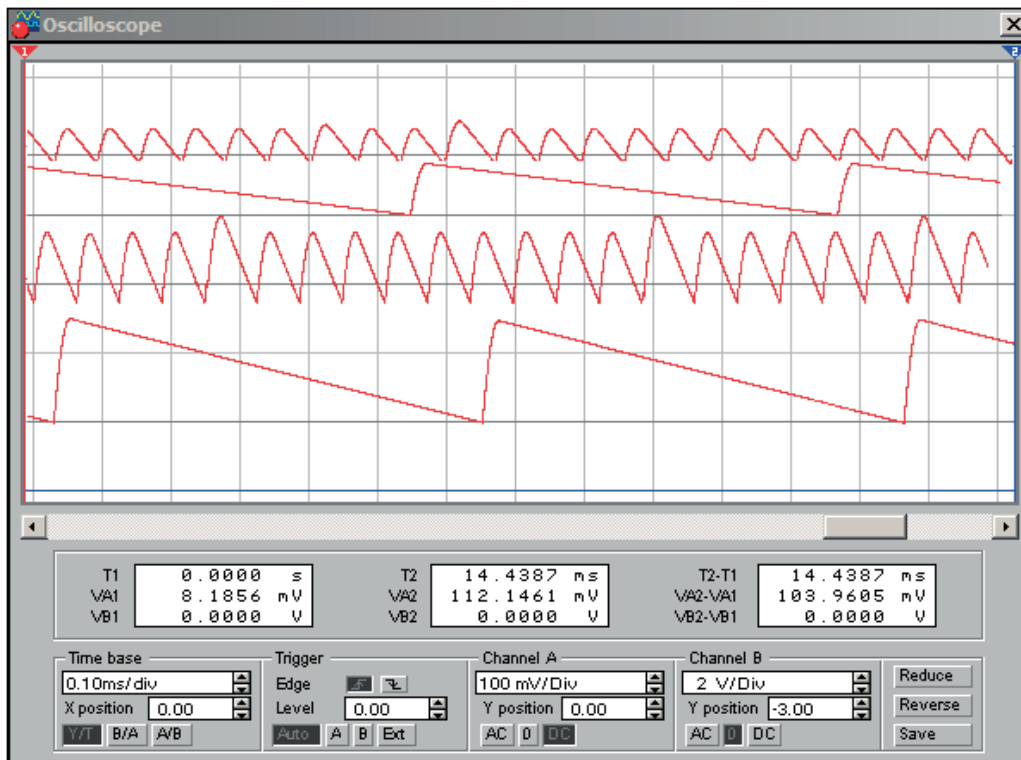 Oscilloscope
1 2
T1 0.0000 s T2 14.4387 ms T2-T1 14.4387 ms
VA1 8.1856 mV VA2 112.1461 mV VA2-VA1 103.9605 mV
VB1 0.0000 V VB2 0.0000 V VB2-VB1 0.0000 V
Time base Trigger Channel A Channel B
0.10ms/div Edge 100 mV/Div 2 V/Div Reduce
X position 0.00 Level 0.00 Y position 0.00 Y position -3.00 Reverse
Y/T B/A A/B Auto A B Ext AC 0 DC AC 0 DC Save